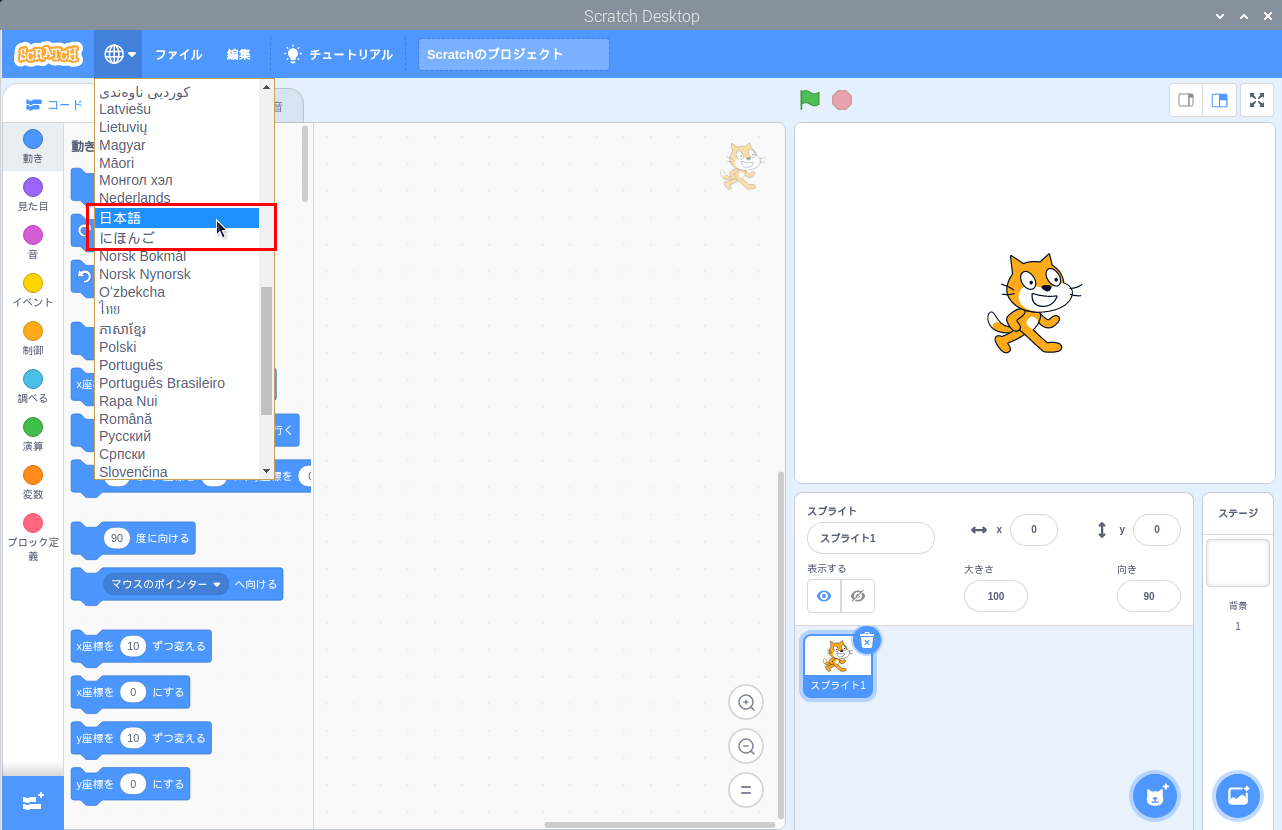 Scratch Desktop
SCRATCH
ファイル
編集
チュートリアル
Scratchのプロジェクト
コード
音
كوردیی ناوەندی
Latviešu
Lietuvių
Magyar
Māori
Монгол хэл
Nederlands
日本語
にほんご
Norsk Bokmål
Norsk Nynorsk
Oʻzbekcha
ไทย
ភាសាខ្មែរ
Polski
Português
Português Brasileiro
Rapa Nui
Română
Русский
Српски
Slovenčina
動き
見た目
音
イベント
制御
調べる
演算
変数
ブロック定
義
動き
x座
行く
座標を
90 度に向ける
マウスのポインター へ向ける
x座標を 10 ずつ変える
x座標を 0 にする
y座標を 10 ずつ変える
y座標を 0 にする
スプライト
スプライト1
x 0
y 0
表示する
大きさ
100
向き
90
スプライト1
ステージ
背景
1